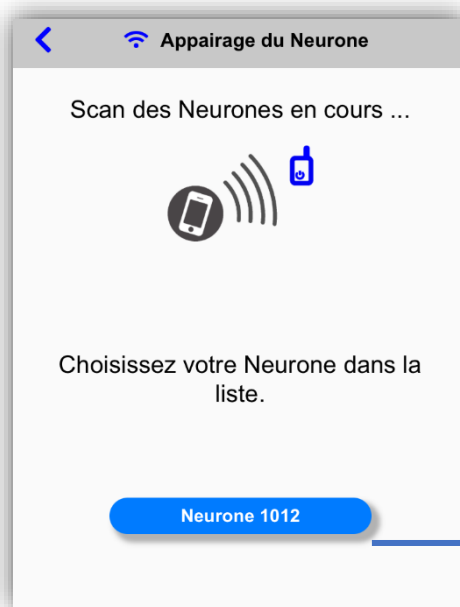 Appairage du Neurone
Scan des Neurones en cours ...
Choisissez votre Neurone dans la
liste.
Neurone 1012